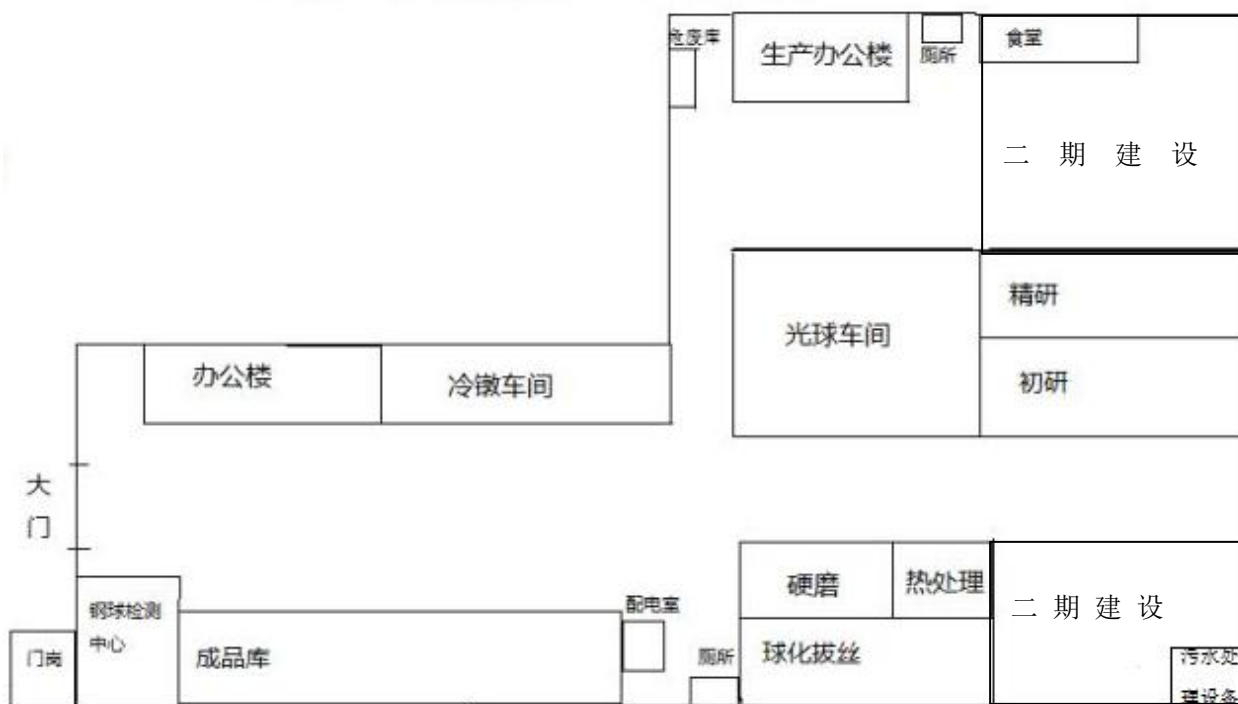 危废库
生产办公楼
厕所
食堂
二期建设
光球车间
精研
初研
办公楼
冷镦车间
大
门
钢球检测
中心
门岗
成品库
配电室
厕所
硬磨
热处理
球化拔丝
二期建设
污水处
理设备